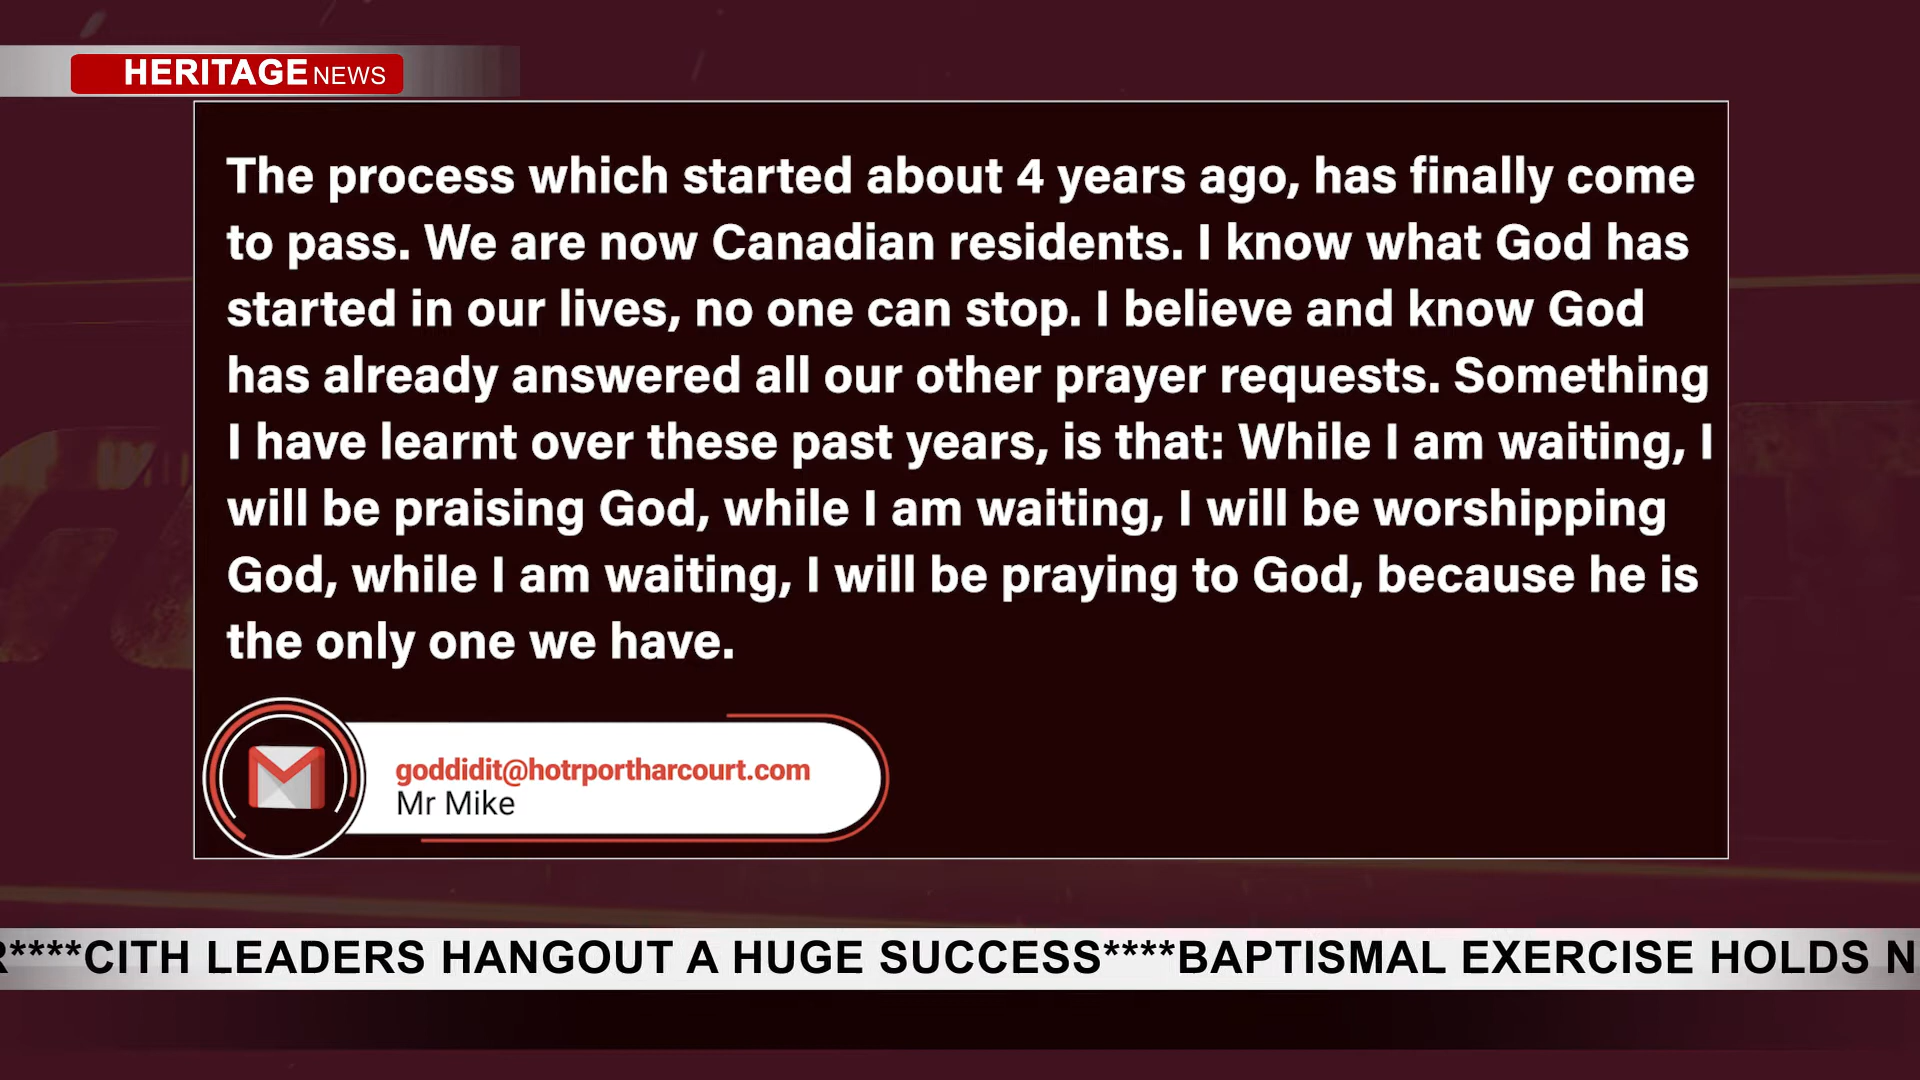 HERITAGE NEWS
The process which started about 4 years ago, has finally come
to pass. We are now Canadian residents. I know what God has
started in our lives, no one can stop. I believe and know God
has already answered all our other prayer requests. Something
I have learnt over these past years, is that: While I am waiting, I
will be praising God, while I am waiting, I will be worshipping
God, while I am waiting, I will be praying to God, because he is
the only one we have.
goddidit@hotrportharcourt.com
Mr Mike
****CITH LEADERS HANGOUT A HUGE SUCCESS****BAPTISMAL EXERCISE HOLDS N